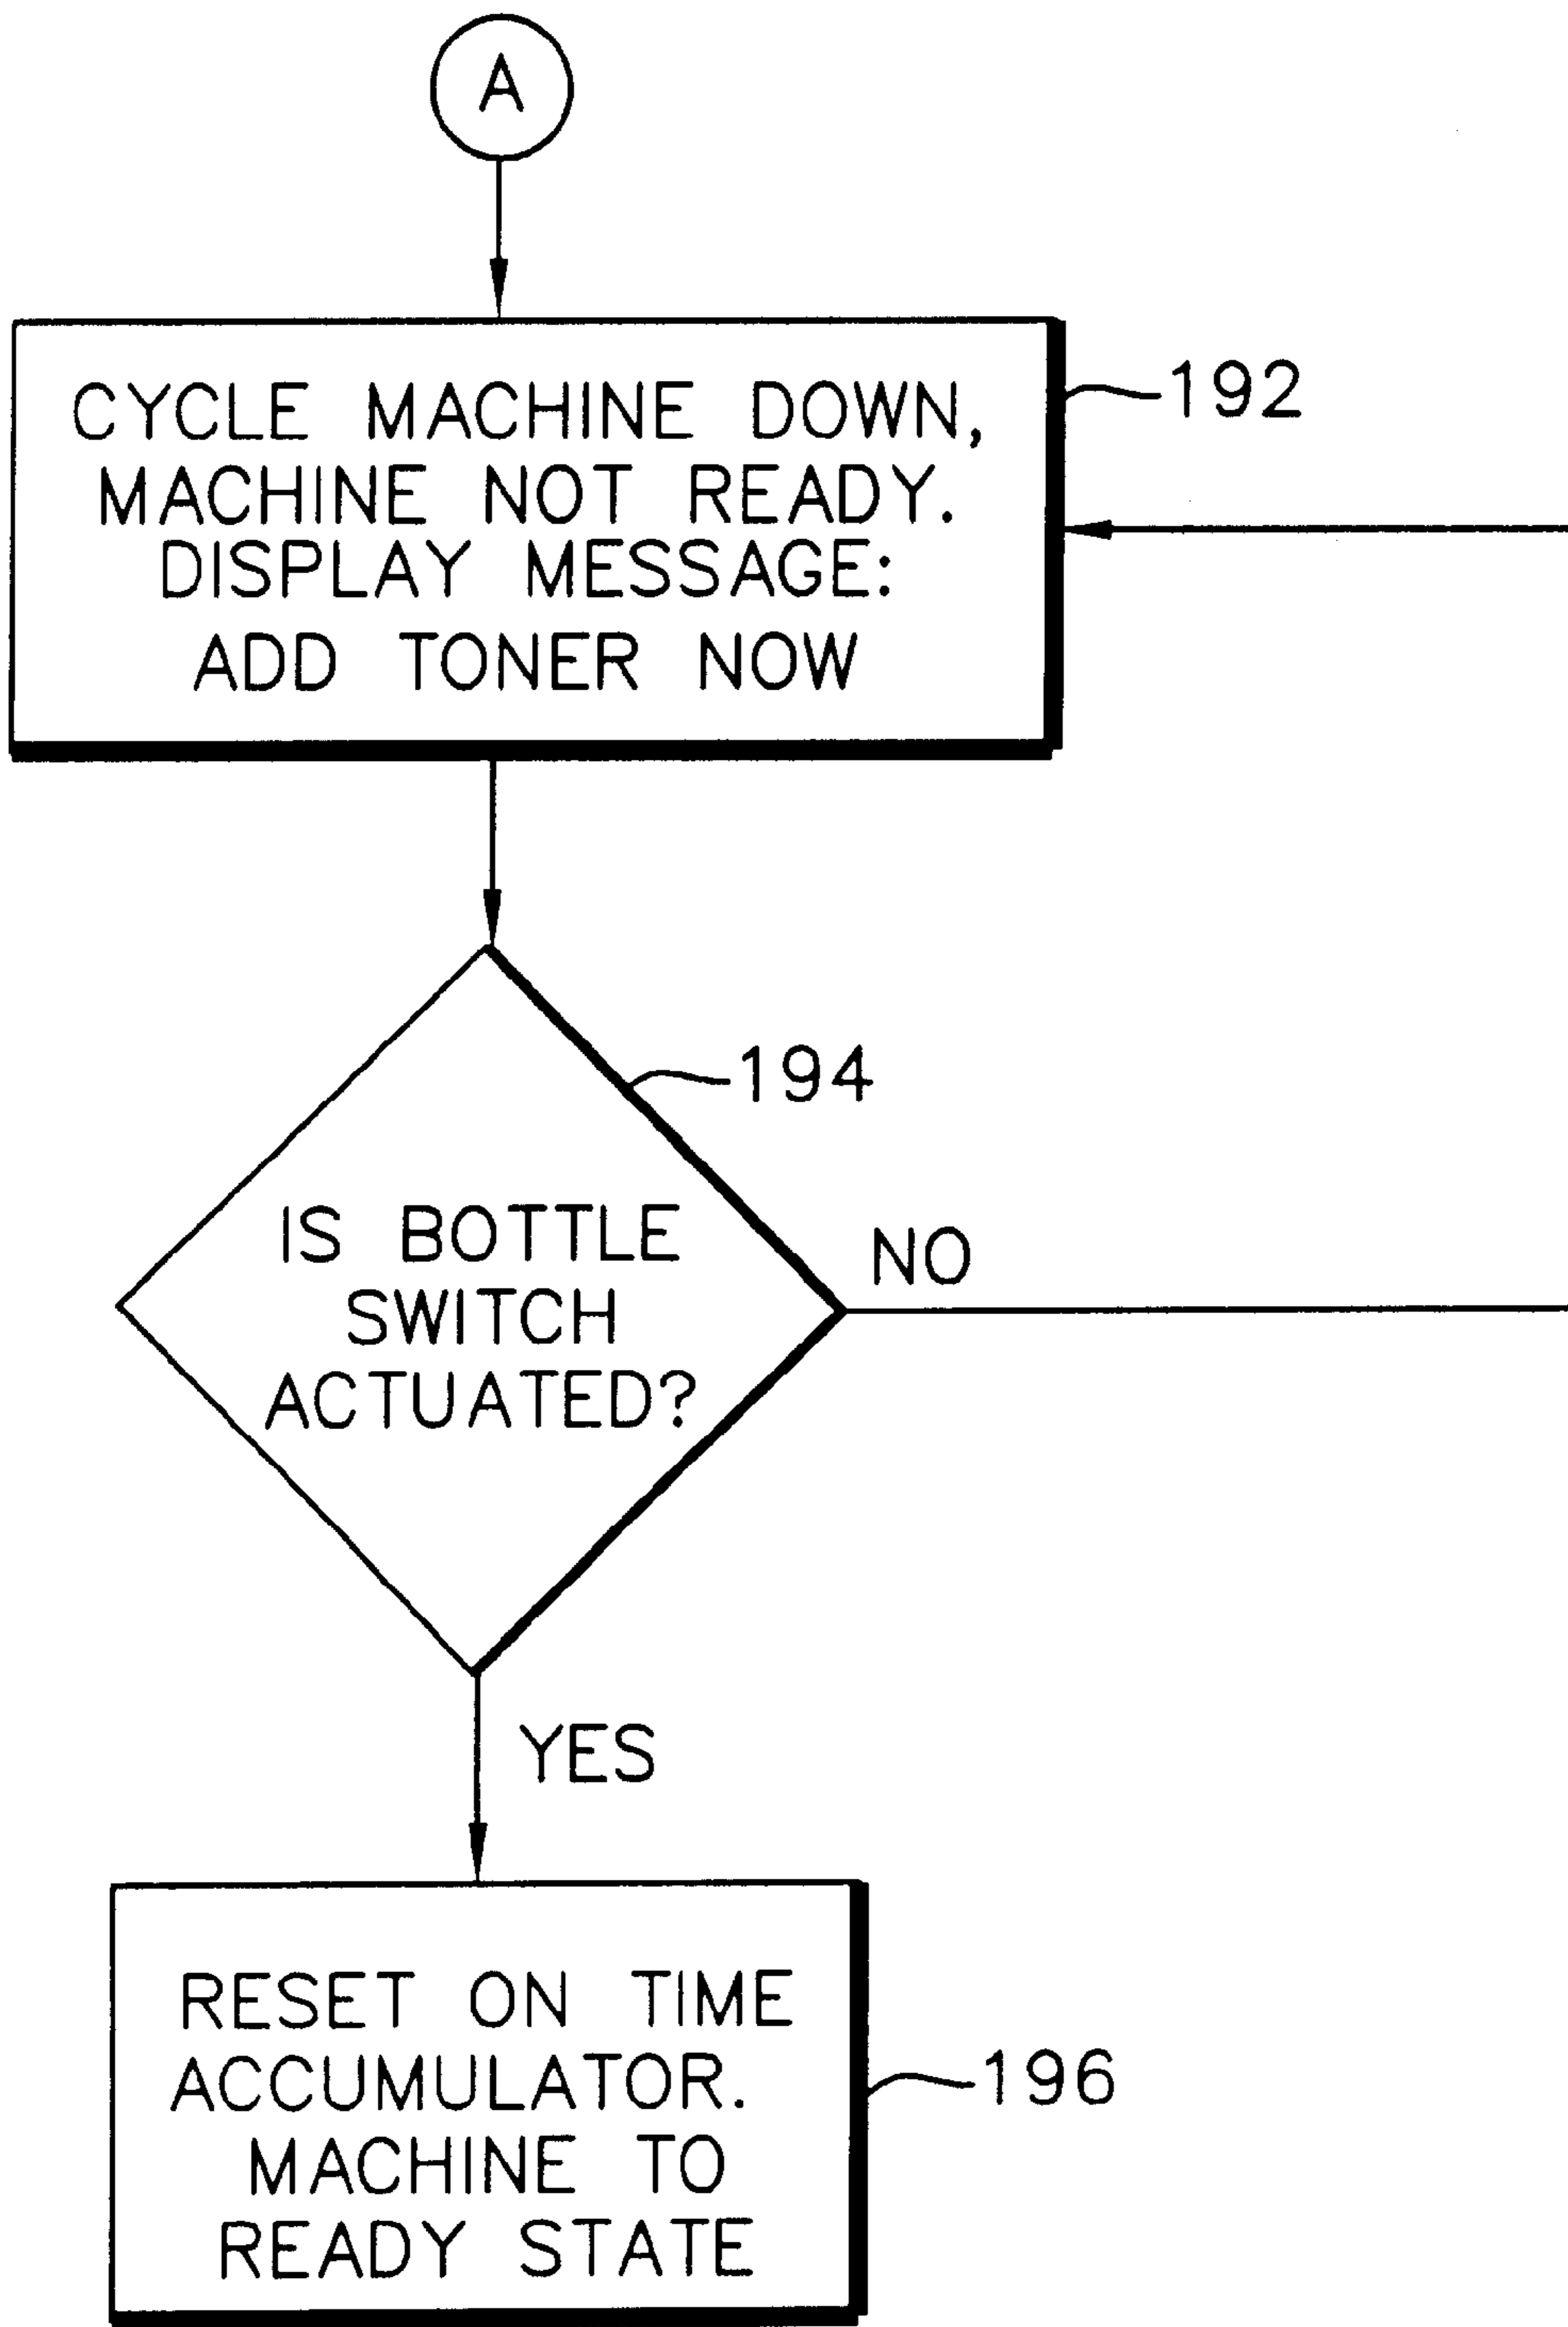 A
CYCLE MACHINE DOWN,
MACHINE NOT READY.
DISPLAY MESSAGE:
ADD TONER NOW
192
194
IS BOTTLE
SWITCH
ACTUATED?
NO
YES
RESET ON TIME
ACCUMULATOR.
MACHINE TO
READY STATE
196